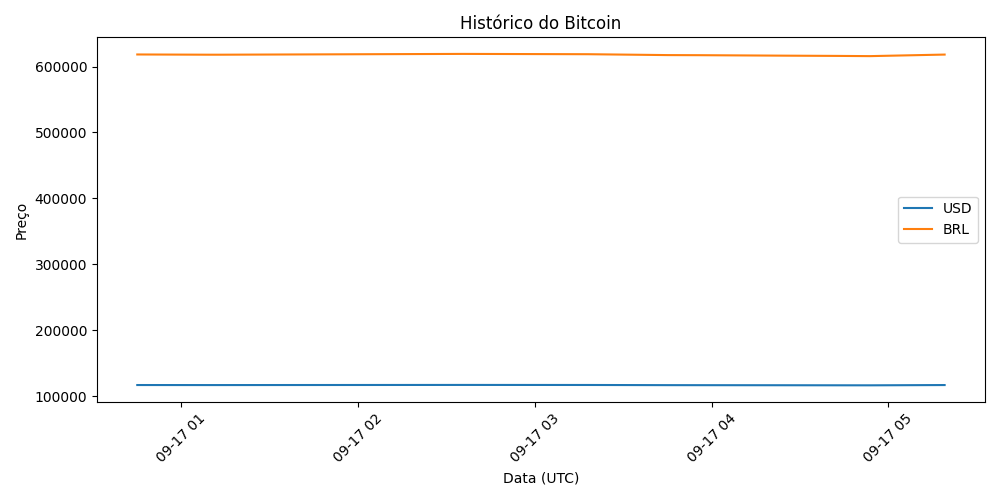 Histórico do Bitcoin
Preço
600000
500000
400000
300000
200000
100000
USD
BRL
09-17 01
09-17 02
09-17 03
09-17 04
09-17 05
Data (UTC)